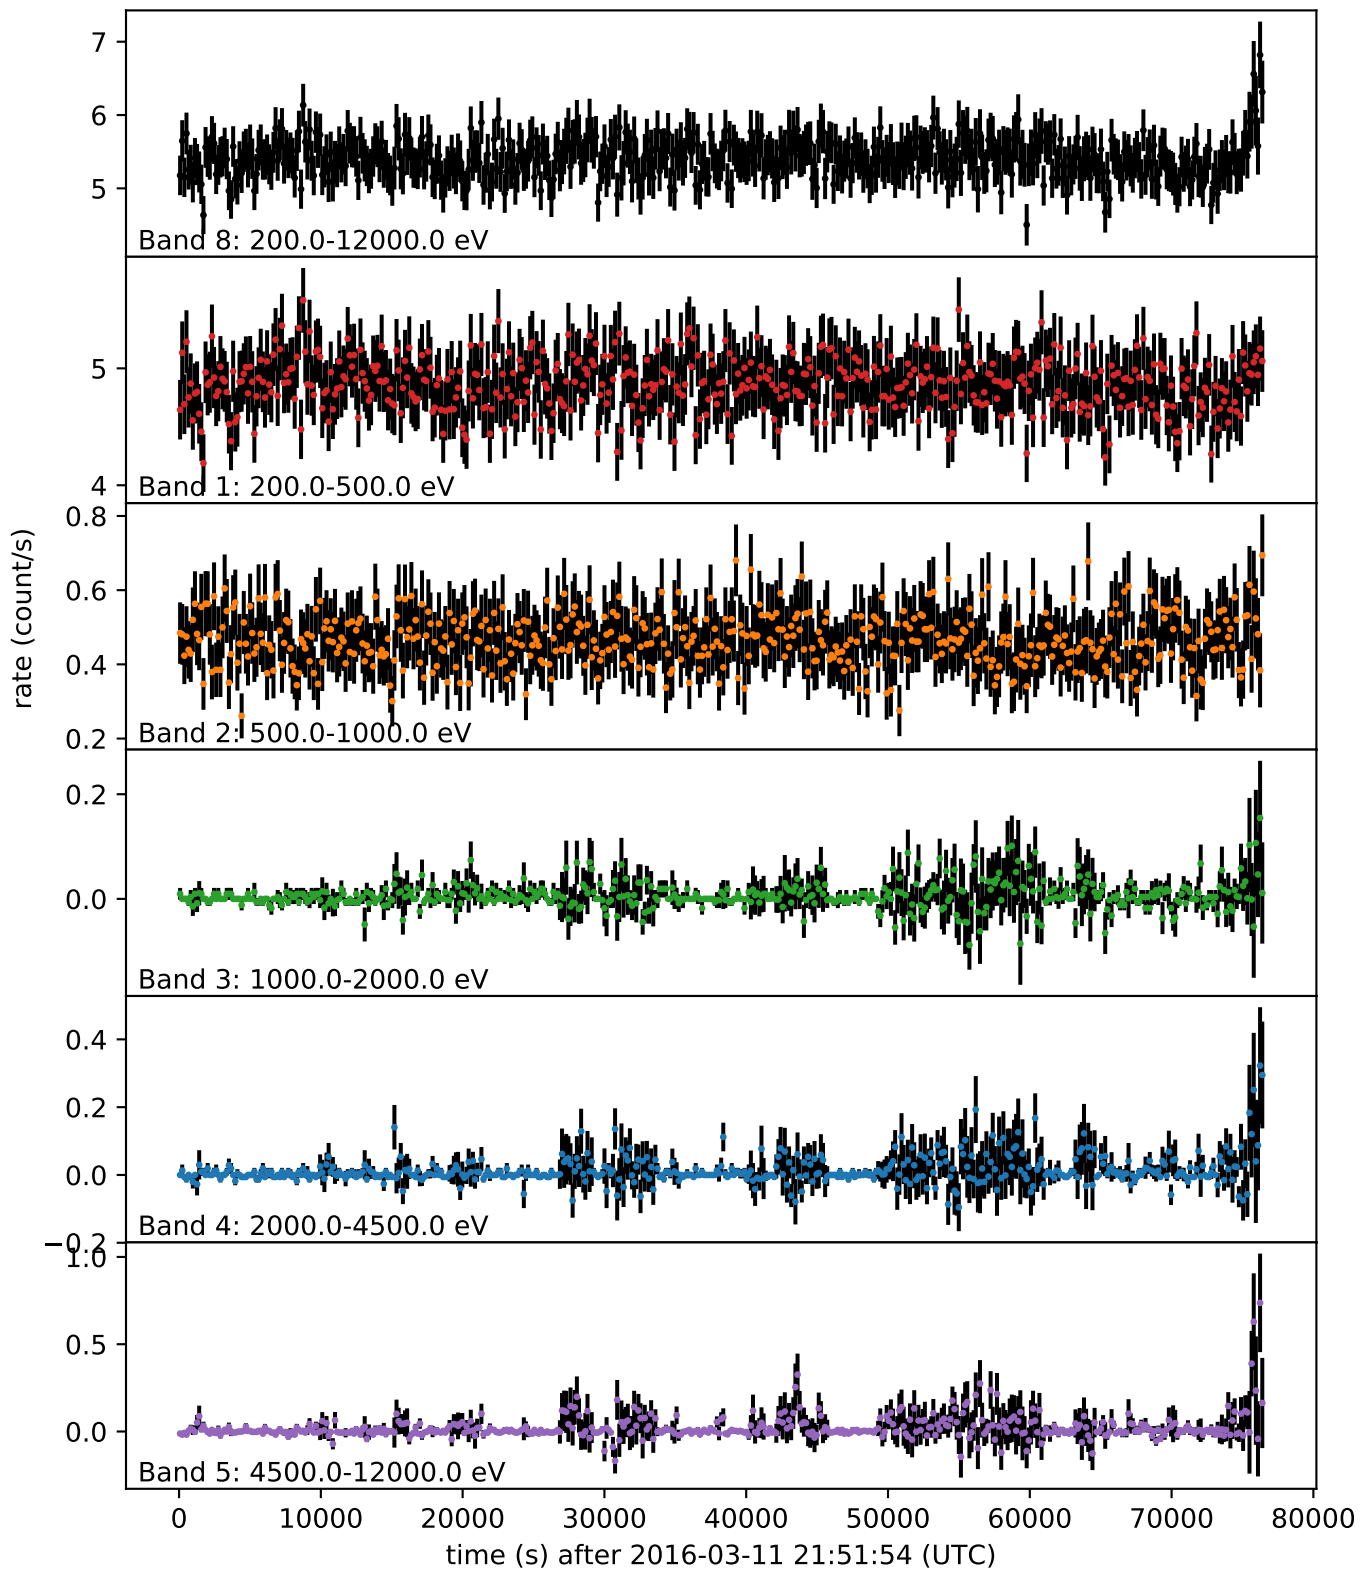 7
6
5
Band 8: 200.0-12000.0 eV
5
4
Band 1: 200.0-500.0 eV
rate (count/s)
0.8
0.6
0.4
0.2
Band 2: 500.0-1000.0 eV
0.2
0.0
Band 3: 1000.0-2000.0 eV
0.4
0.2
0.0
−0.2
Band 4: 2000.0-4500.0 eV
1.0
0.5
0.0
Band 5: 4500.0-12000.0 eV
0 10000 20000 30000 40000 50000 60000 70000 80000
time (s) after 2016-03-11 21:51:54 (UTC)